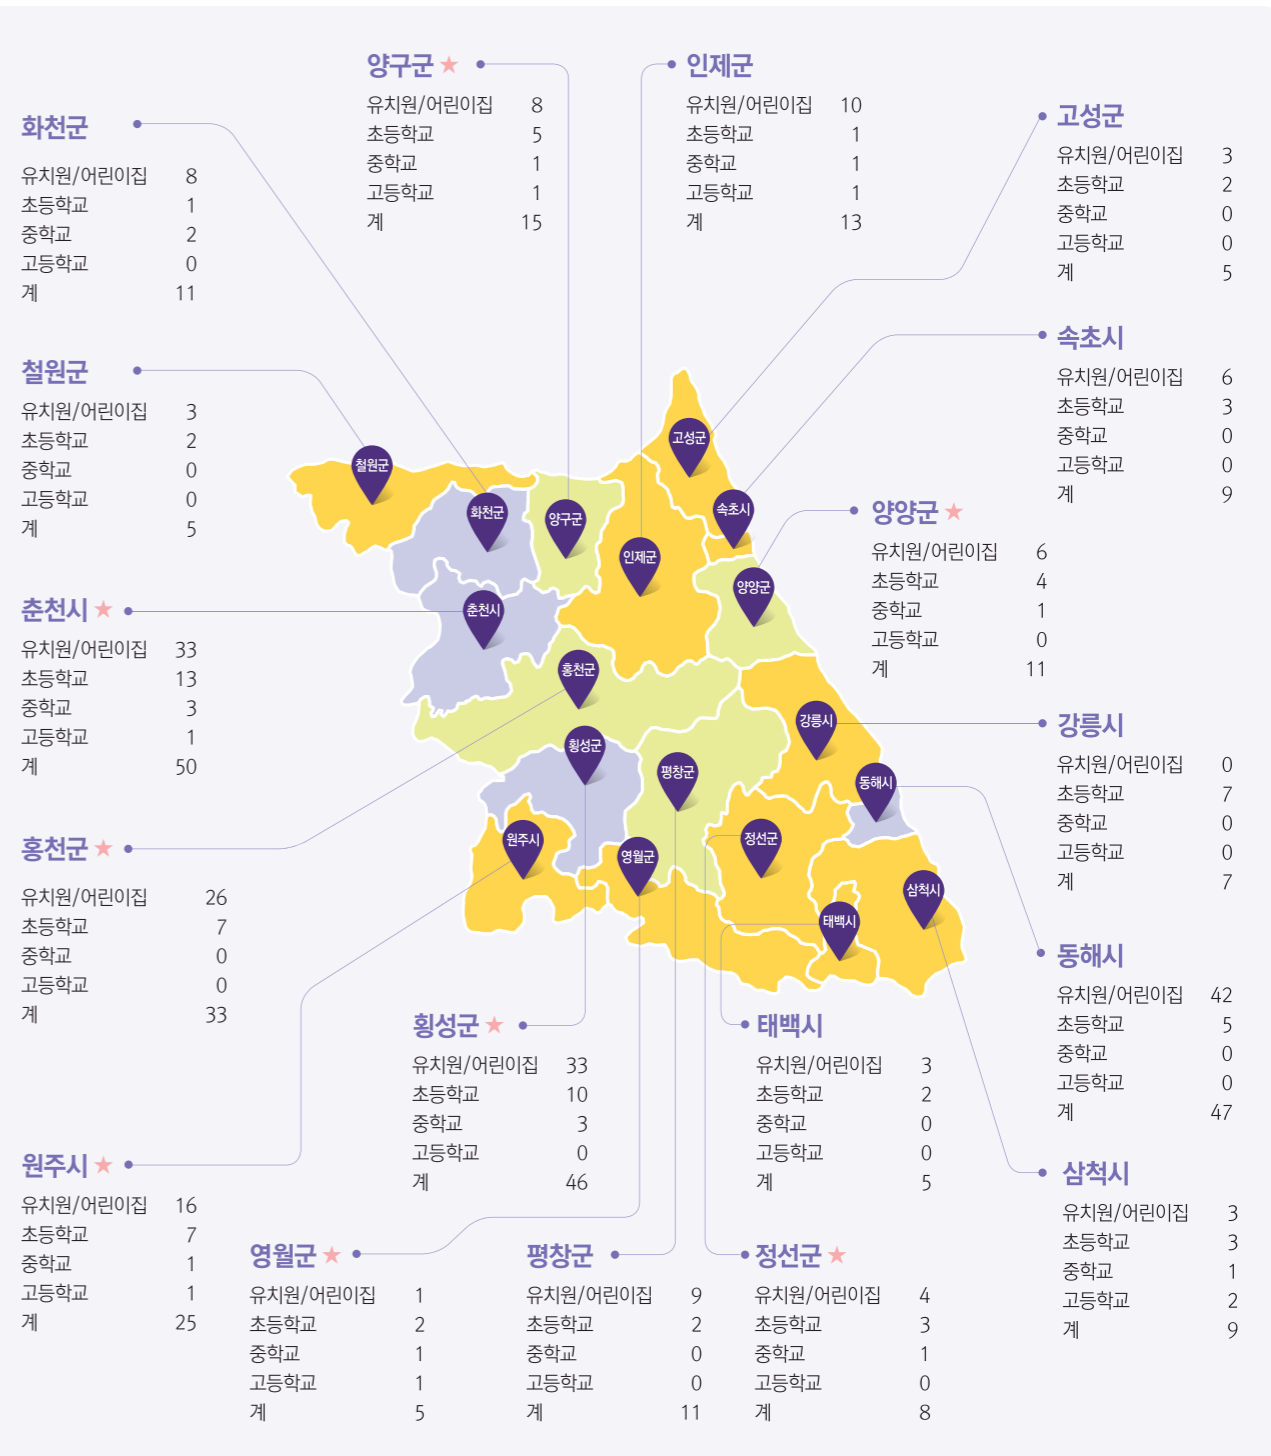 양구군 ★
유치원/어린이집 8
초등학교 5
중학교 1
고등학교 1
계 15
인제군
유치원/어린이집 10
초등학교 1
중학교 1
고등학교 1
계 13
고성군
유치원/어린이집 3
초등학교 2
중학교 0
고등학교 0
계 5
화천군
유치원/어린이집 8
초등학교 1
중학교 2
고등학교 0
계 11
속초시
유치원/어린이집 6
초등학교 3
중학교 0
고등학교 0
계 9
철원군
유치원/어린이집 3
초등학교 2
중학교 0
고등학교 0
계 5
양양군 ★
유치원/어린이집 6
초등학교 4
중학교 1
고등학교 0
계 11
춘천시 ★
유치원/어린이집 33
초등학교 13
중학교 3
고등학교 1
계 50
강릉시
유치원/어린이집 0
초등학교 7
중학교 0
고등학교 0
계 7
홍천군 ★
유치원/어린이집 26
초등학교 7
중학교 0
고등학교 0
계 33
동해시
유치원/어린이집 42
초등학교 5
중학교 0
고등학교 0
계 47
횡성군 ★
유치원/어린이집 33
초등학교 10
중학교 3
고등학교 0
계 46
태백시
유치원/어린이집 3
초등학교 2
중학교 0
고등학교 0
계 5
원주시 ★
유치원/어린이집 16
초등학교 7
중학교 1
고등학교 1
계 25
삼척시
유치원/어린이집 3
초등학교 3
중학교 1
고등학교 2
계 9
영월군 ★
유치원/어린이집 1
초등학교 2
중학교 1
고등학교 1
계 5
평창군
유치원/어린이집 9
초등학교 2
중학교 0
고등학교 0
계 11
정선군 ★
유치원/어린이집 4
초등학교 3
중학교 1
고등학교 0
계 8
고성군
철원군
속초시
화천군
양구군
인제군
양양군
춘천시
홍천군
강릉시
횡성군
평창군
동해시
원주시
정선군
영월군
삼척시
태백시